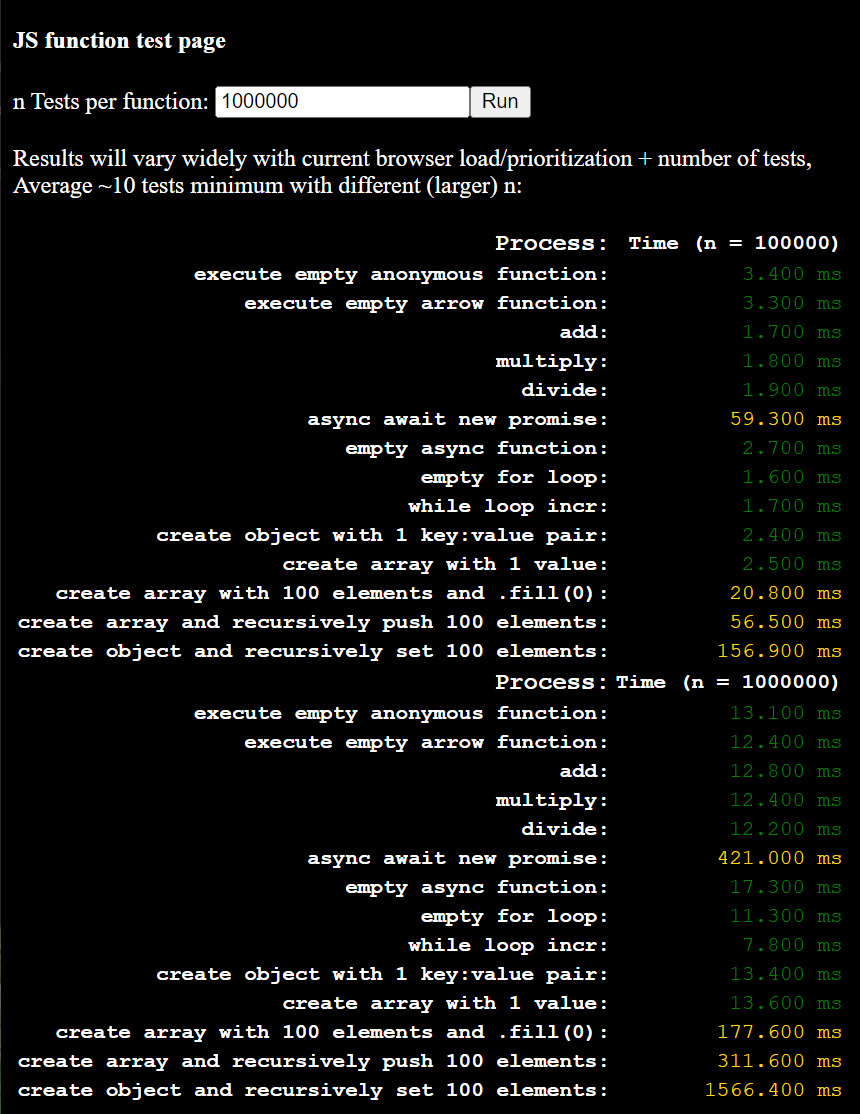 JS function test page
n Tests per function: 1000000 Run
Results will vary widely with current browser load/prioritization + number of tests,
Average ~10 tests minimum with different (larger) n:
Process: Time (n = 100000)
execute empty anonymous function: 3.400 ms
execute empty arrow function: 3.300 ms
add: 1.700 ms
multiply: 1.800 ms
divide: 1.900 ms
async await new promise: 59.300 ms
empty async function: 2.700 ms
empty for loop: 1.600 ms
while loop incr: 1.700 ms
create object with 1 key:value pair: 2.400 ms
create array with 1 value: 2.500 ms
create array with 100 elements and .fill(0): 20.800 ms
create array and recursively push 100 elements: 56.500 ms
create object and recursively set 100 elements: 156.900 ms
Process: Time (n = 1000000)
execute empty anonymous function: 13.100 ms
execute empty arrow function: 12.400 ms
add: 12.800 ms
multiply: 12.400 ms
divide: 12.200 ms
async await new promise: 421.000 ms
empty async function: 17.300 ms
empty for loop: 11.300 ms
while loop incr: 7.800 ms
create object with 1 key:value pair: 13.400 ms
create array with 1 value: 13.600 ms
create array with 100 elements and .fill(0): 177.600 ms
create array and recursively push 100 elements: 311.600 ms
create object and recursively set 100 elements: 1566.400 ms